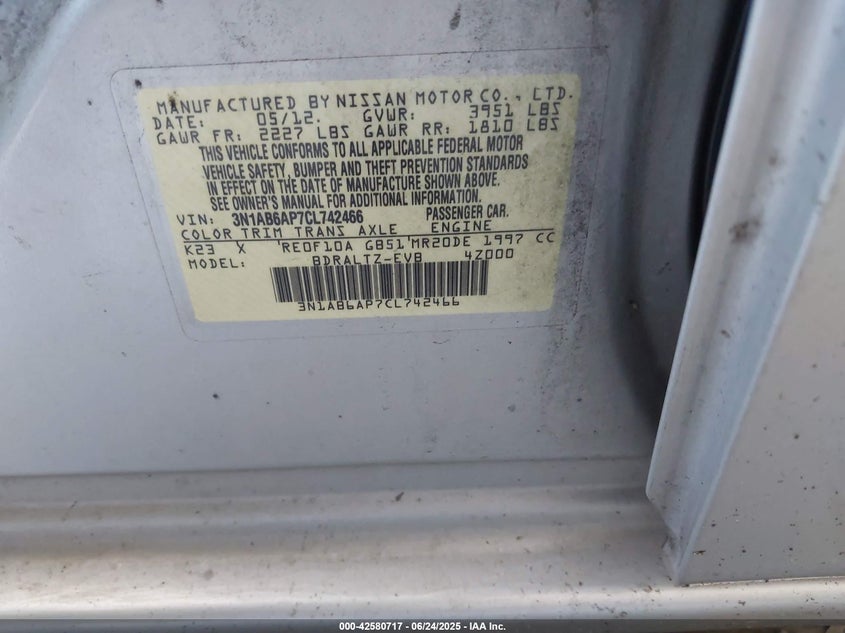 MANUFACTURED BY NISSAN MOTOR CO., LTD.
DATE: 05/12. GVWR: 3951 LBS
GAWR FR: 2227 LBS GAWR RR: 1810 LBS
THIS VEHICLE CONFORMS TO ALL APPLICABLE FEDERAL MOTOR
VEHICLE SAFETY, BUMPER AND THEFT PREVENTION STANDARDS
IN EFFECT ON THE DATE OF MANUFACTURE SHOWN ABOVE.
SEE OWNER'S MANUAL FOR ADDITIONAL INFORMATION.
VIN: 3N1AB6AP7CL742466 PASSENGER CAR.
COLOR TRIM TRANS AXLE ENGINE
K23 X 'RE0F10A GB51'MR20DE 1997 CC
MODEL: BDRALTZ-EVB 4Z000
3N1AB6AP7CL742466
000-42580717 - 06/24/2025 - IAA Inc.